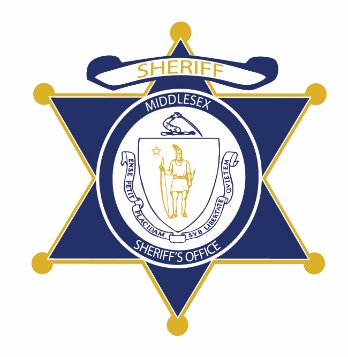 SHERIFF
MIDDLESEX
ENSE PETIT PLACIDAM SVB LIBERTATE QVIETEM
SHERIFF'S OFFICE